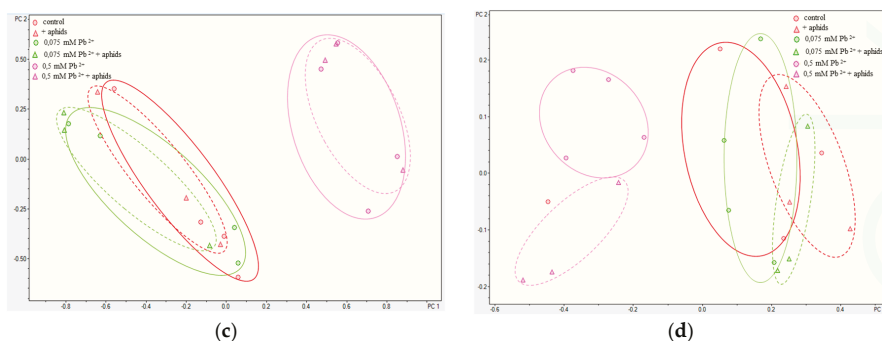 PC 2
control
+ aphids
0,075 mM Pb 2+
0,075 mM Pb 2+ + aphids
0,5 mM Pb 2+
0,5 mM Pb 2+ + aphids
0.50
0.25
0.00
-0.25
-0.50
-0.8 -0.6 -0.4 -0.2 0.0 0.2 0.4 0.6 0.8 PC 1
(c)
PC 2
control
+ aphids
0,075 mM Pb 2+
0,075 mM Pb 2+ + aphids
0,5 mM Pb 2+
0,5 mM Pb 2+ + aphids
0.2
0.1
0.0
-0.1
-0.2
-0.6 -0.4 -0.2 0.0 0.2 0.4 PC
(d)